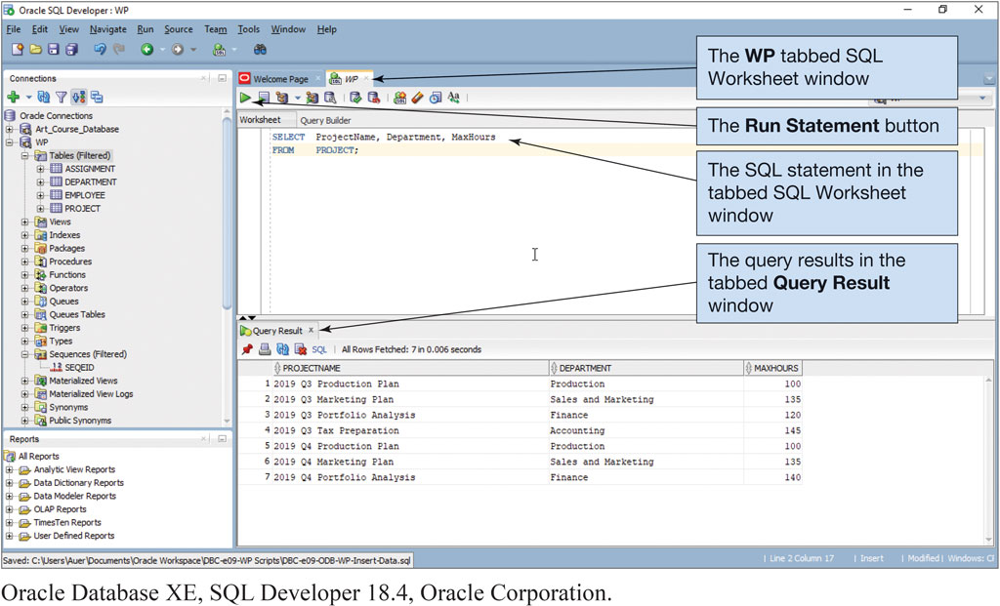 Oracle SQL Developer : WP
File Edit View Navigate Run Source Team Tools Window Help
Connections
Welcome Page
WP
Worksheet Query Builder
Oracle Connections
Art_Course_Database
WP
Tables (Filtered)
ASSIGNMENT
DEPARTMENT
EMPLOYEE
PROJECT
Views
Indexes
Packages
Procedures
Functions
Operators
Queues
Queues Tables
Triggers
Types
Sequences (Filtered)
SEQEID
Materialized Views
Materialized View Logs
Synonyms
Public Synonyms
Reports
All Reports
Analytic View Reports
Data Dictionary Reports
Data Modeler Reports
OLAP Reports
TimesTen Reports
User Defined Reports
SELECT ProjectName, Department, MaxHours
FROM PROJECT;
The WP tabbed SQL
Worksheet window
The Run Statement button
The SQL statement in the
tabbed SQL Worksheet
window
The query results in the
tabbed Query Result
window
Query Result
SQL | All Rows Fetched: 7 in 0.006 seconds
PROJECTNAME DEPARTMENT MAXHOURS
1 2019 Q3 Production Plan Production 100
2 2019 Q3 Marketing Plan Sales and Marketing 135
3 2019 Q3 Portfolio Analysis Finance 120
4 2019 Q3 Tax Preparation Accounting 145
5 2019 Q4 Production Plan Production 100
6 2019 Q4 Marketing Plan Sales and Marketing 135
7 2019 Q4 Portfolio Analysis Finance 140
Saved: C:\Users\Auer\Documents\Oracle Workspace\DBC-e09-WP Scripts\DBC-e09-ODB-WP-Insert-Data.sql
| Line 2 Column 17 | Insert | Modified | Windows: CF
Oracle Database XE, SQL Developer 18.4, Oracle Corporation.